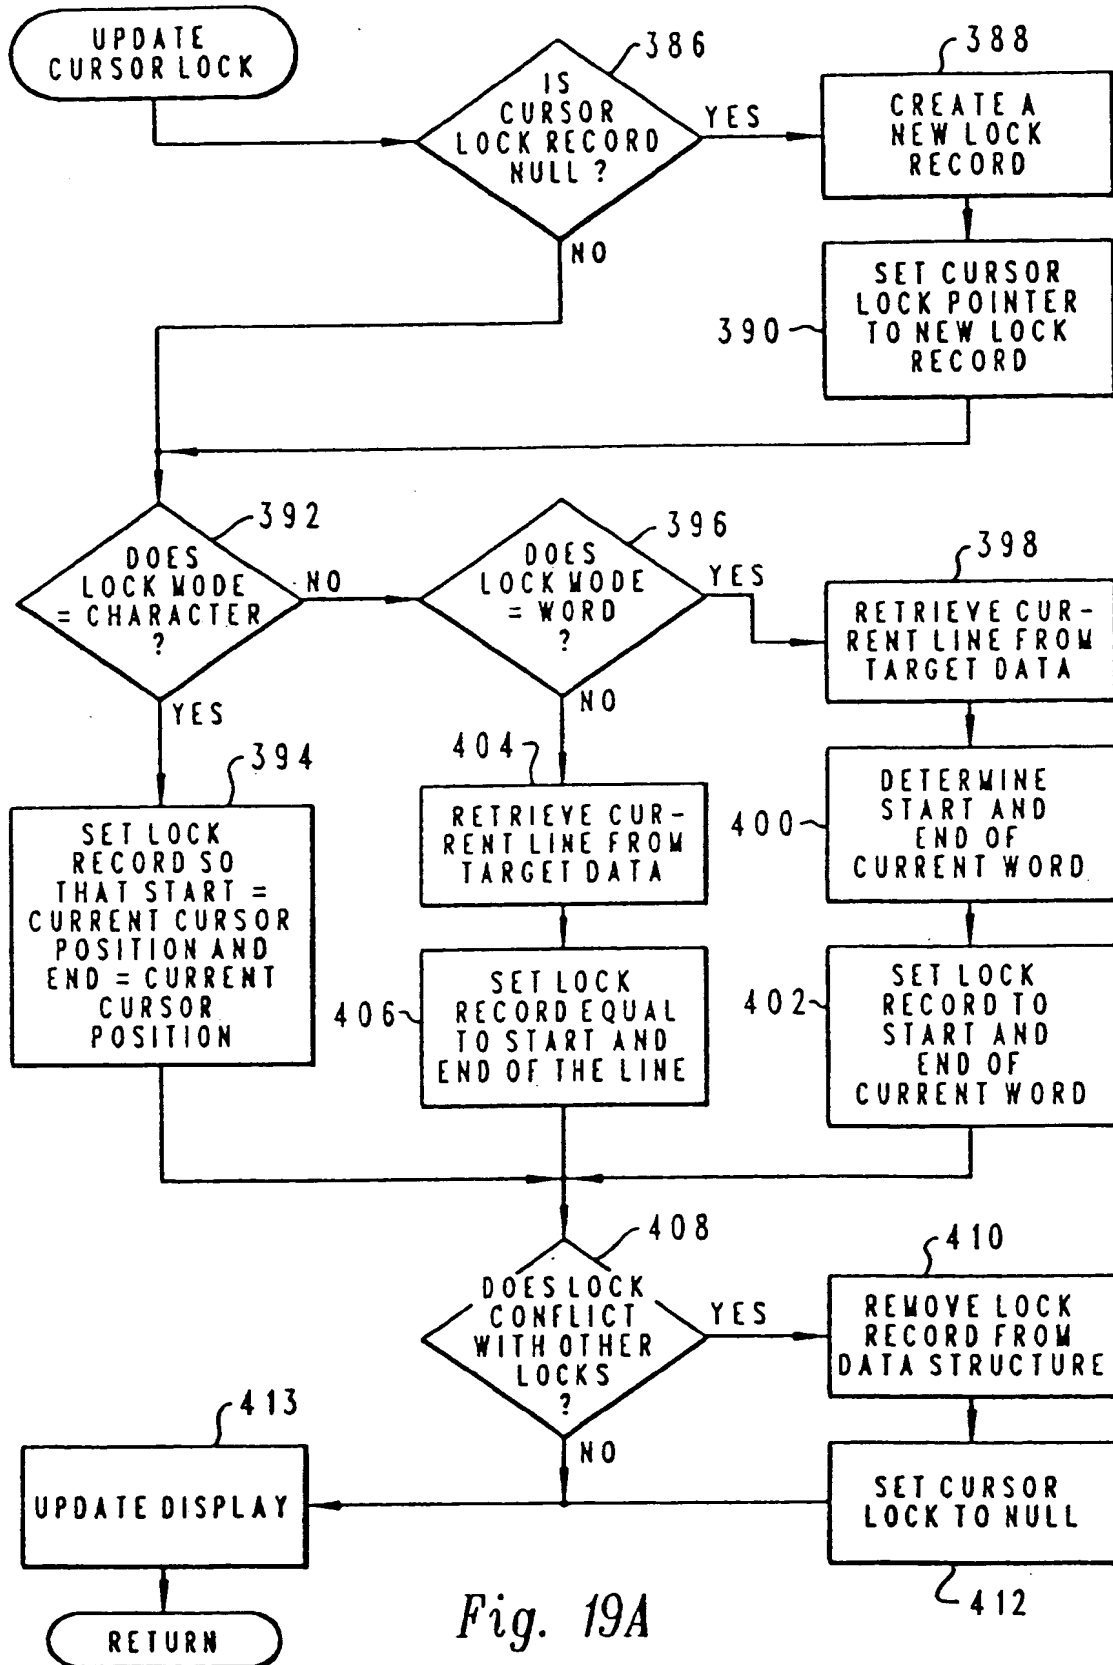 UPDATE
CURSOR LOCK
386
IS
CURSOR
LOCK RECORD
NULL ?
YES
NO
388
CREATE A
NEW LOCK
RECORD
390
SET CURSOR
LOCK POINTER
TO NEW LOCK
RECORD
392
DOES
LOCK MODE
= CHARACTER
?
NO
YES
396
DOES
LOCK MODE
= WORD
?
YES
NO
398
RETRIEVE CUR-
RENT LINE FROM
TARGET DATA
394
SET LOCK
RECORD SO
THAT START =
CURRENT CURSOR
POSITION AND
END = CURRENT
CURSOR
POSITION
404
RETRIEVE CUR-
RENT LINE FROM
TARGET DATA
400
DETERMINE
START AND
END OF
CURRENT WORD
406
SET LOCK
RECORD EQUAL
TO START AND
END OF THE LINE
402
SET LOCK
RECORD TO
START AND
END OF
CURRENT WORD
408
DOES LOCK
CONFLICT
WITH OTHER
LOCKS
?
YES
NO
410
REMOVE LOCK
RECORD FROM
DATA STRUCTURE
413
UPDATE DISPLAY
SET CURSOR
LOCK TO NULL
412
RETURN
Fig. 19A